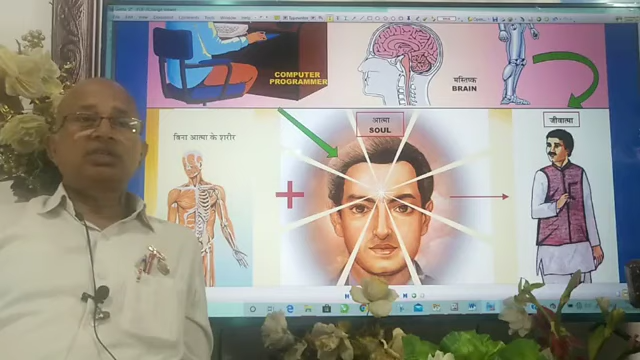 COMPUTER
PROGRAMMER
मस्तिष्क
BRAIN
बिना आत्मा के शरीर
आत्मा
SOUL
जीवात्मा